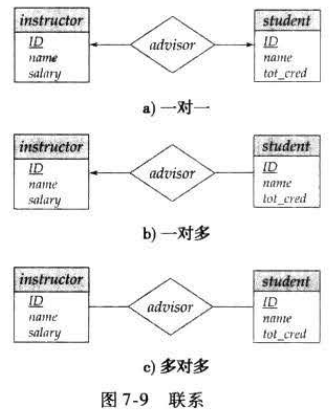 instructor advisor student
ID ID
name name
salary tot_cred
a) 一对一
instructor advisor student
ID ID
name name
salary tot_cred
b) 一对多
instructor advisor student
ID ID
name name
salary tot_cred
c) 多对多
图 7-9 联系